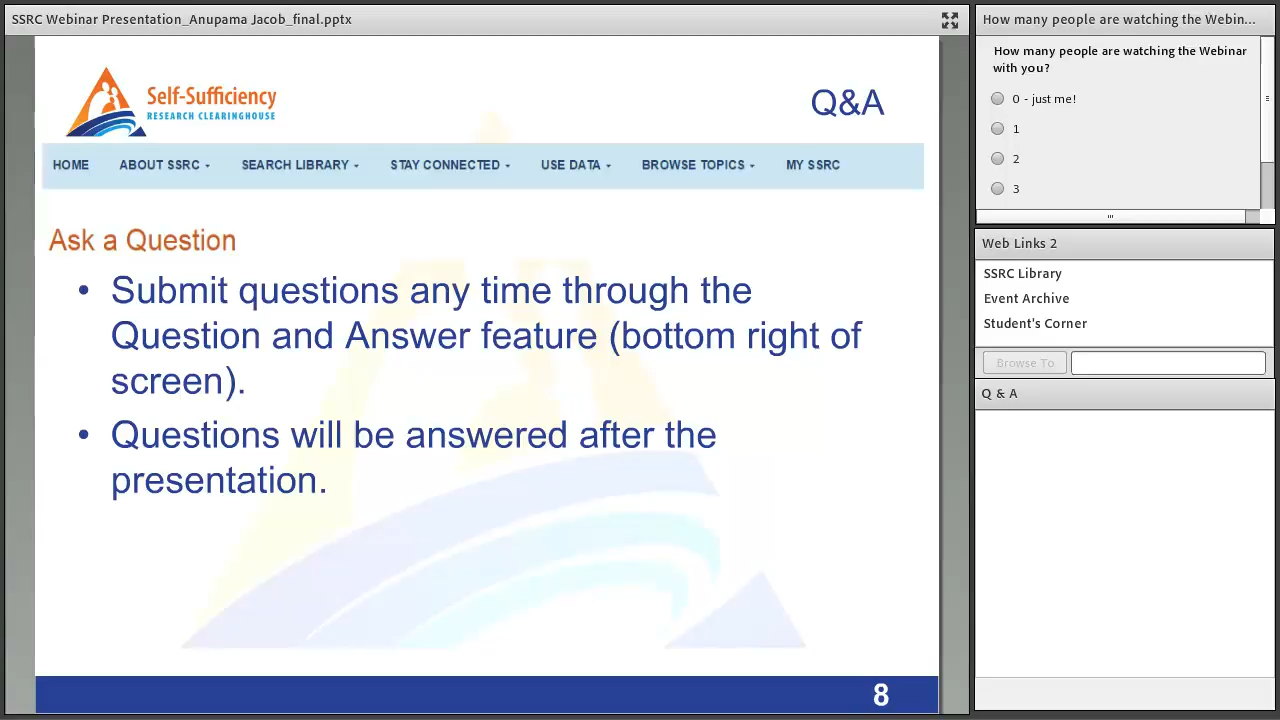 SSRC Webinar Presentation_Anupama Jacob_final.pptx
Self-Sufficiency
RESEARCH CLEARINGHOUSE
Q&A
HOME ABOUT SSRC SEARCH LIBRARY STAY CONNECTED USE DATA BROWSE TOPICS MY SSRC
Ask a Question
• Submit questions any time through the
Question and Answer feature (bottom right of
screen).
• Questions will be answered after the
presentation.
8
How many people are watching the Webin...
How many people are watching the Webinar
with you?
0 - just me!
1
2
3
Web Links 2
SSRC Library
Event Archive
Student's Corner
Browse To
Q & A